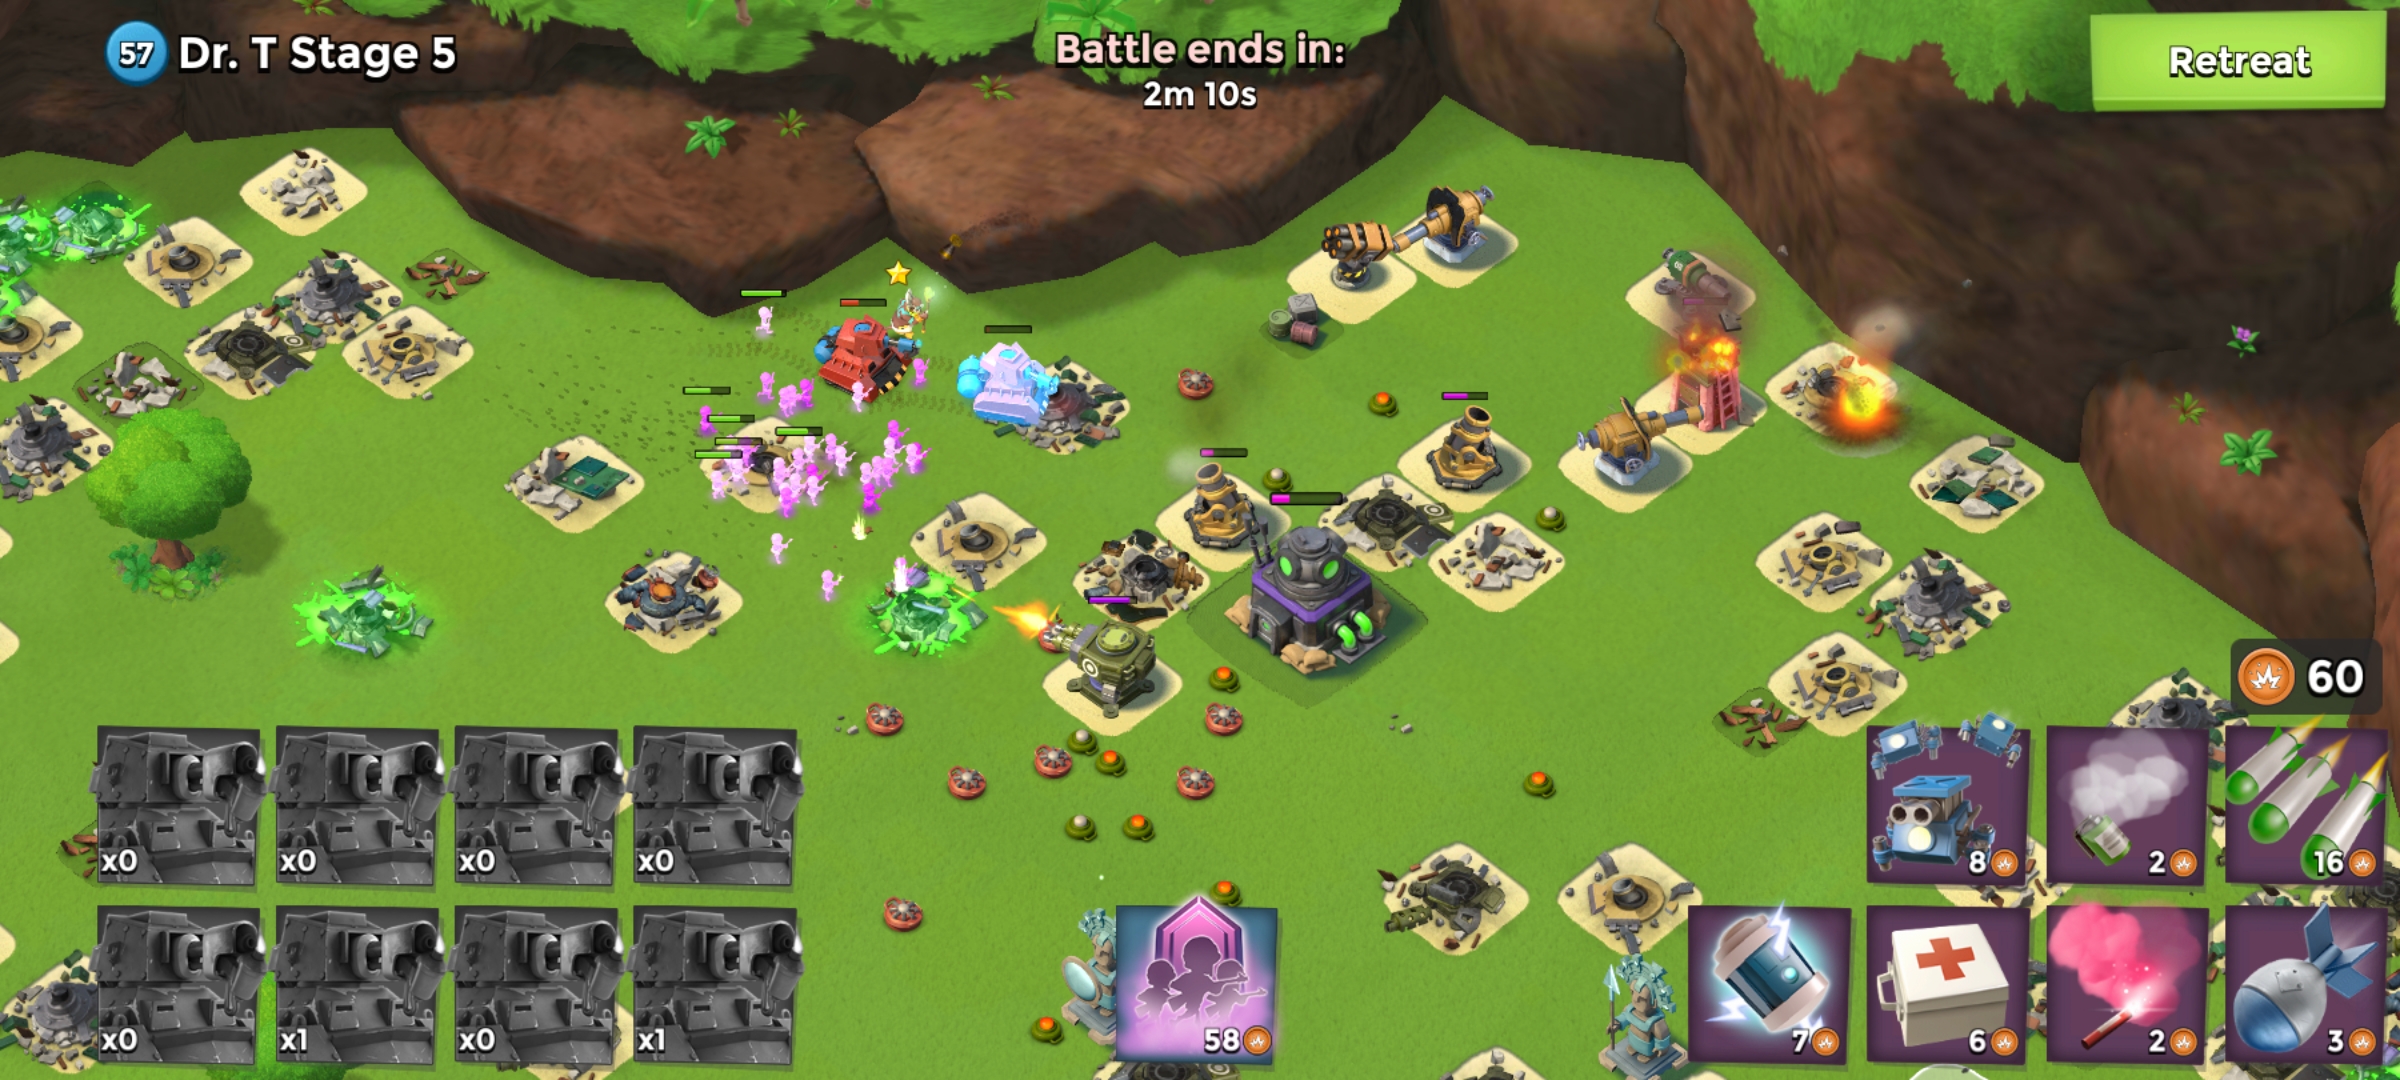 57 Dr. T Stage 5
Battle ends in:
2m 10s
Retreat
60
8
2
16
x0
x0
x0
x0
x0
x1
x0
x1
58
7
6
2
3